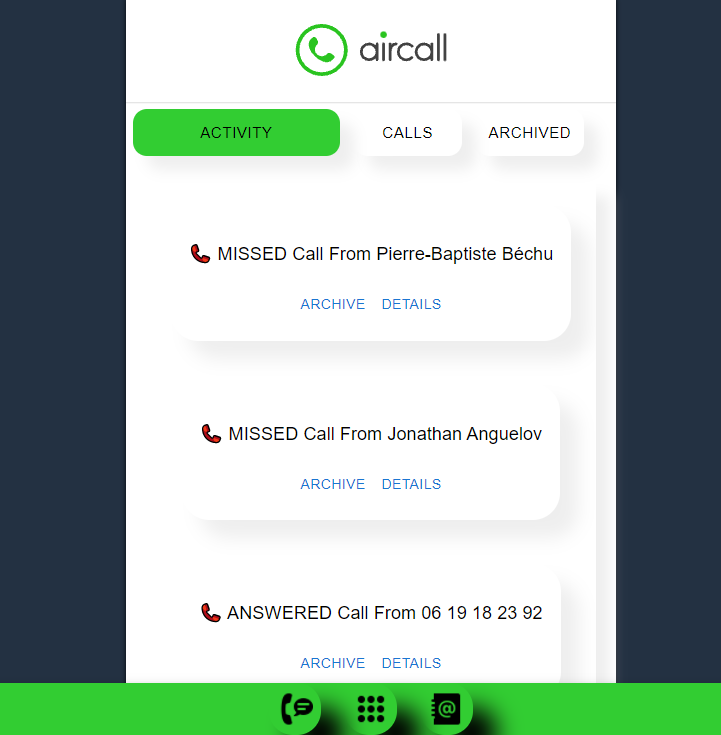 aircall
ACTIVITY CALLS ARCHIVED
MISSED Call From Pierre-Baptiste Béchu
ARCHIVE DETAILS
MISSED Call From Jonathan Anguelov
ARCHIVE DETAILS
ANSWERED Call From 06 19 18 23 92
ARCHIVE DETAILS
@